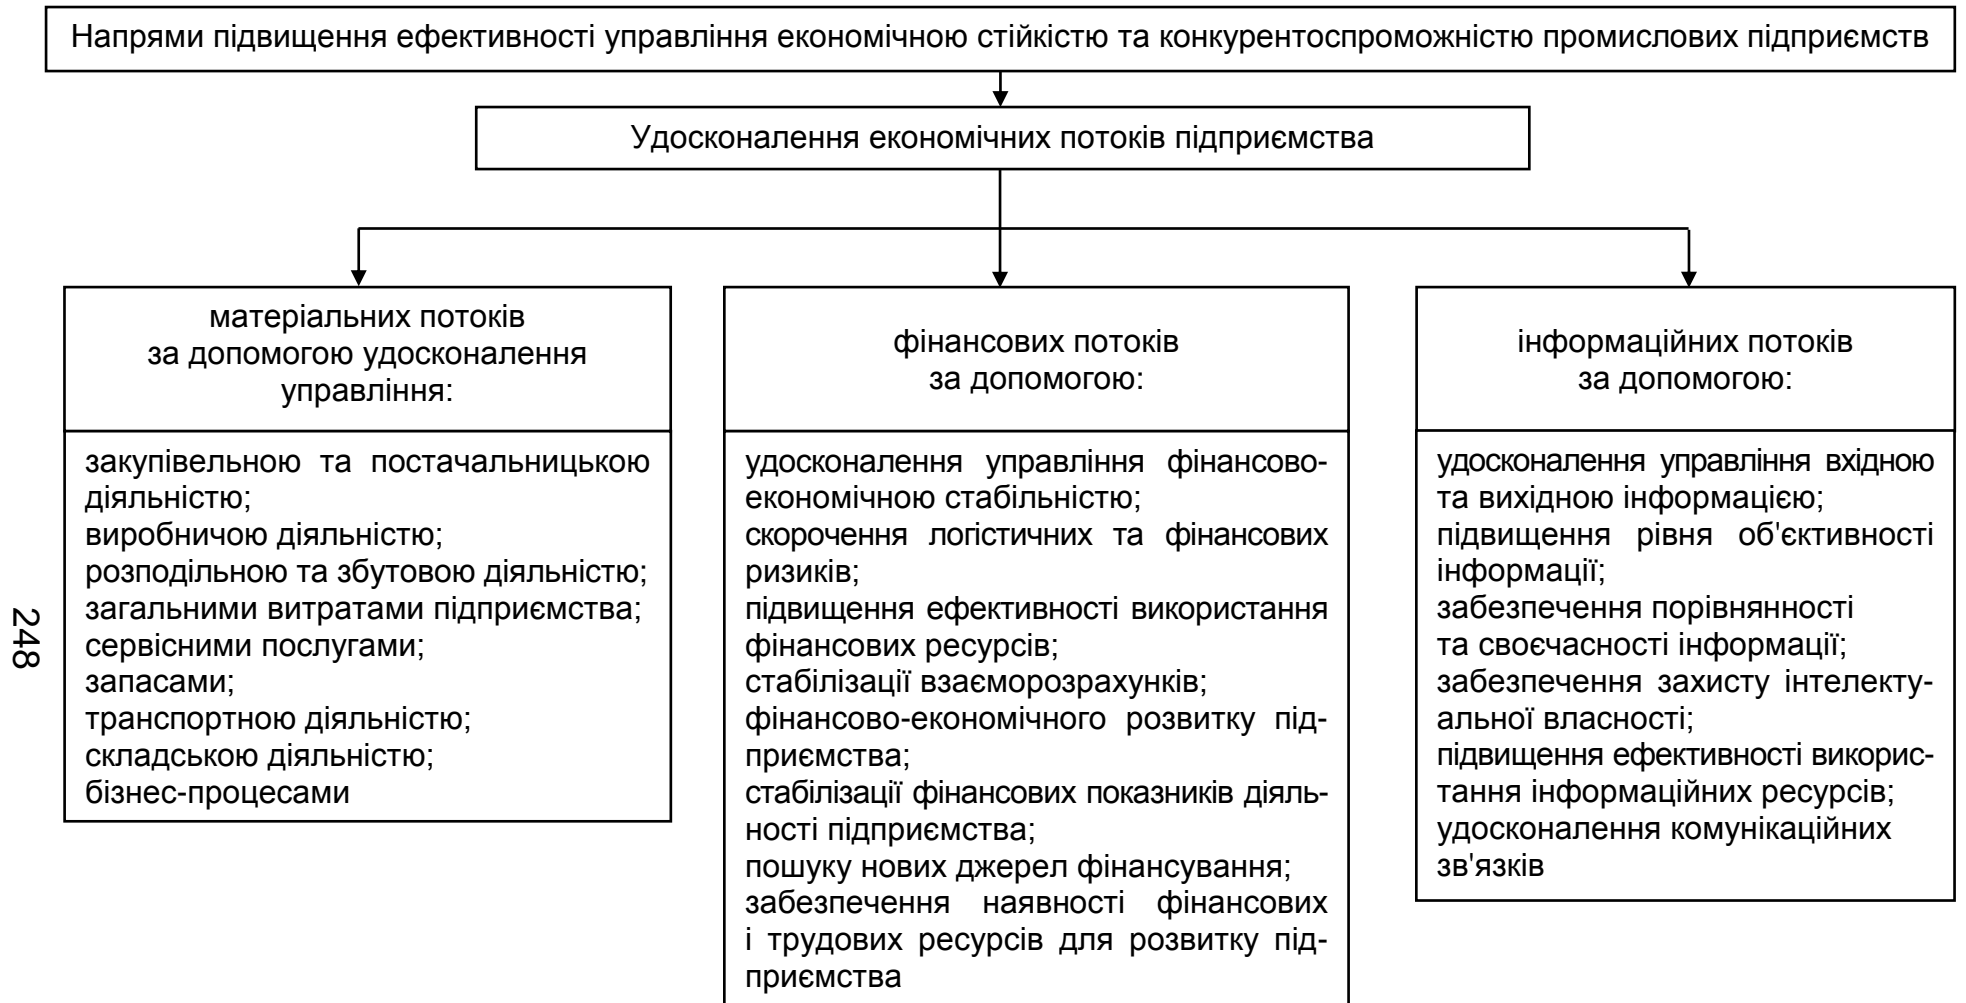 Напрями підвищення ефективності управління економічною стійкістю та конкурентоспроможністю промислових підприємств
Удосконалення економічних потоків підприємства
матеріальних потоків
за допомогою удосконалення
управління:
закупівельною та постачальницькою
діяльністю;
виробничою діяльністю;
розподільною та збутовою діяльністю;
загальними витратами підприємства;
сервісними послугами;
запасами;
транспортною діяльністю;
складською діяльністю;
бізнес-процесами
фінансових потоків
за допомогою:
удосконалення управління фінансово-
економічною стабільністю;
скорочення логістичних та фінансових
ризиків;
підвищення ефективності використання
фінансових ресурсів;
стабілізації взаєморозрахунків;
фінансово-економічного розвитку під-
приємства;
стабілізації фінансових показників діяль-
ності підприємства;
пошуку нових джерел фінансування;
забезпечення наявності фінансових
і трудових ресурсів для розвитку під-
приємства
інформаційних потоків
за допомогою:
удосконалення управління вхідною
та вихідною інформацією;
підвищення рівня об'єктивності
інформації;
забезпечення порівнянності
та своєчасності інформації;
забезпечення захисту інтелекту-
альної власності;
підвищення ефективності викорис-
тання інформаційних ресурсів;
удосконалення комунікаційних
зв'язків
248